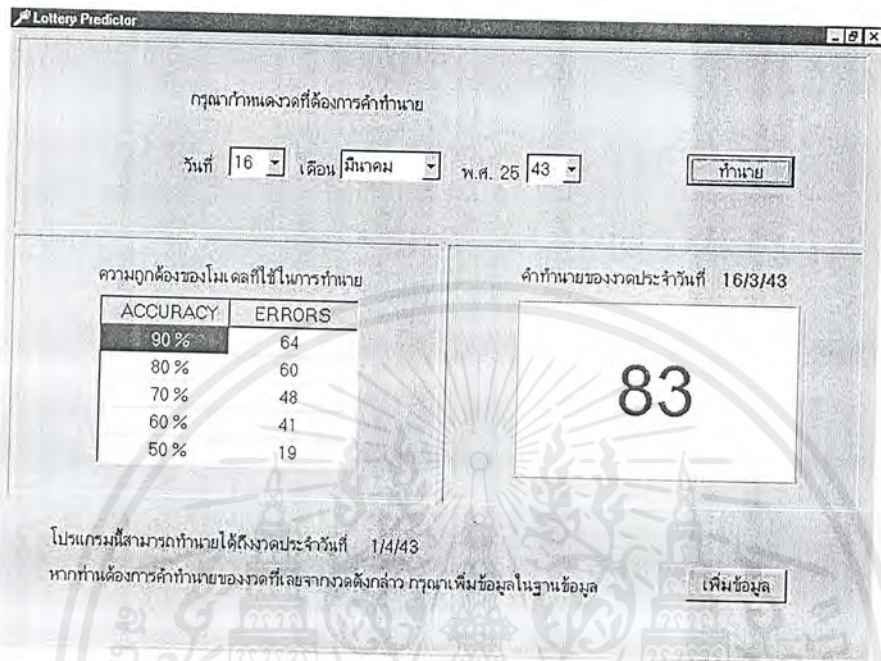 Lottery Predictor
กรุณากำหนดงวดที่ต้องการคำทำนาย
วันที่ 16 เดือน มีนาคม พ.ศ. 25 43 ทำนาย
ความถูกต้องของโมเดลที่ใช้ในการทำนาย
ACCURACY ERRORS
90 % 64
80 % 60
70 % 48
60 % 41
50 % 19
คำทำนายของงวดประจำวันที่ 16/3/43
83
โปรแกรมนี้สามารถทำนายได้ถึงงวดประจำวันที่ 1/4/43
หากท่านต้องการคำทำนายของงวดที่เลยจากงวดดังกล่าว กรุณาเพิ่มข้อมูลในฐานข้อมูล เพิ่มข้อมูล